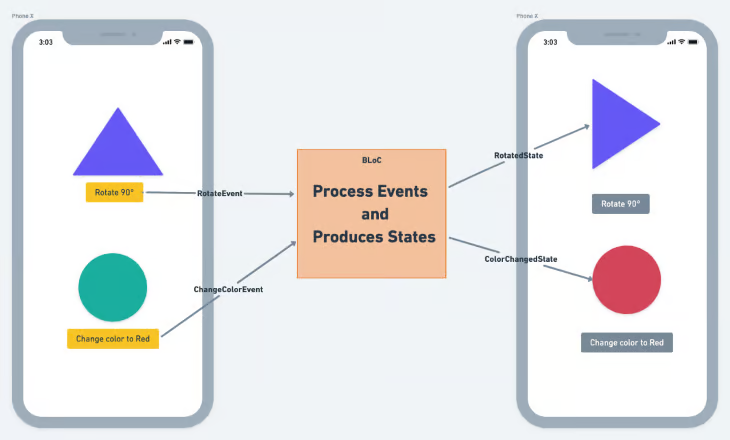 Phone X
Phone X
3:03
3:03
BLoC
Process Events
and
Produces States
RotatedState
Rotate 90°
RotateEvent
Rotate 90°
ColorChangedState
ChangeColorEvent
Change color to Red
Change color to Red